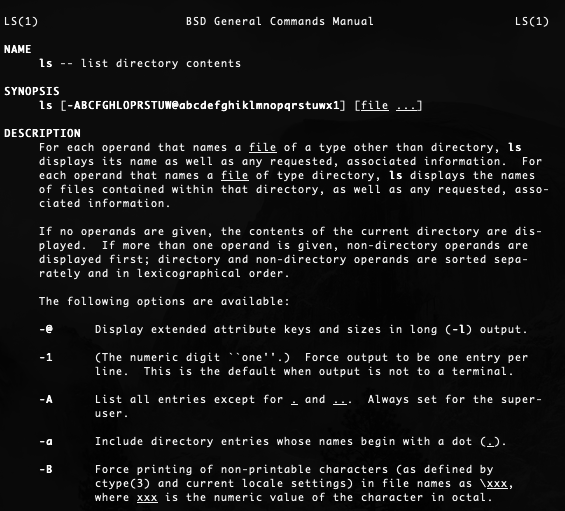 LS(1) BSD General Commands Manual LS(1)
NAME
ls -- list directory contents
SYNOPSIS
ls [-ABCFGHLOPRSTUW@abcdefghiklmnopqrstuwx1] [file ...]
DESCRIPTION
For each operand that names a file of a type other than directory, ls
displays its name as well as any requested, associated information.  For
each operand that names a file of type directory, ls displays the names
of files contained within that directory, as well as any requested, asso-
ciated information.
If no operands are given, the contents of the current directory are dis-
played.  If more than one operand is given, non-directory operands are
displayed first; directory and non-directory operands are sorted sepa-
rately and in lexicographical order.
The following options are available:
-@ Display extended attribute keys and sizes in long (-l) output.
-1 (The numeric digit ``one''.)  Force output to be one entry per
line.  This is the default when output is not to a terminal.
-A List all entries except for . and ...  Always set for the super-
user.
-a Include directory entries whose names begin with a dot (.).
-B Force printing of non-printable characters (as defined by
ctype(3) and current locale settings) in file names as \xxx,
where xxx is the numeric value of the character in octal.